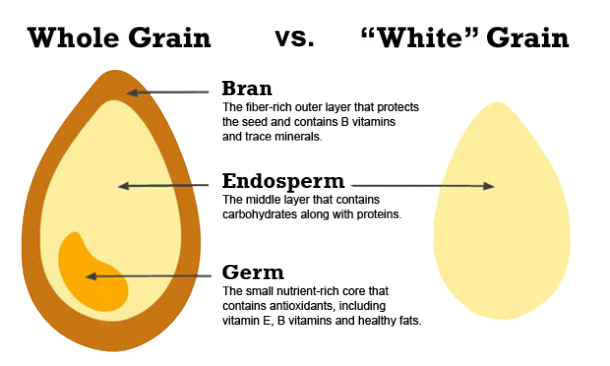 Whole Grain vs. “White” Grain
Bran
The fiber-rich outer layer that protects
the seed and contains B vitamins
and trace minerals.
Endosperm
The middle layer that contains
carbohydrates along with proteins.
Germ
The small nutrient-rich core that
contains antioxidants, including
vitamin E, B vitamins and healthy fats.